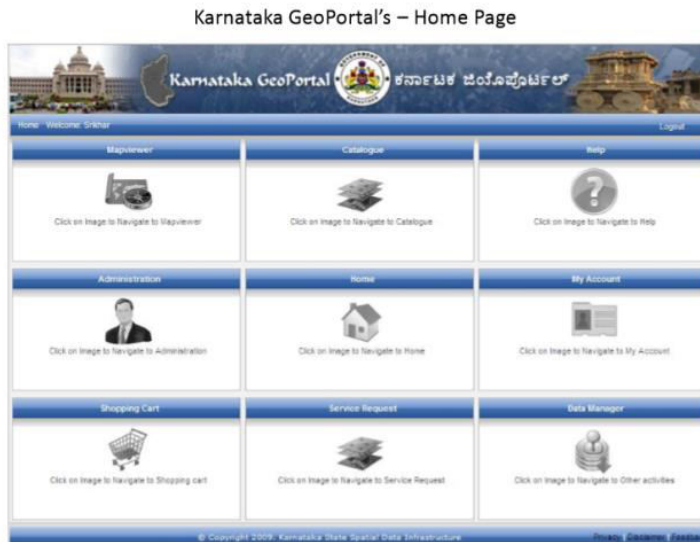 Karnataka GeoPortal's – Home Page
Karnataka GeoPortal ಕರ್ನಾಟಕ ಜಿಯೋಪೋರ್ಟಲ್
Home Welcome: Srikhar Logout
Mapviewer Catalogue Help
Click on Image to Navigate to Mapviewer Click on Image to Navigate to Catalogue Click on Image to Navigate to Help
Administration Home My Account
Click on Image to Navigate to Administration Click on Image to Navigate to Home Click on Image to Navigate to My Account
Shopping Cart Service Request Data Manager
Click on Image to Navigate to Shopping cart Click on Image to Navigate to Service Request Click on Image to Navigate to Other activities
© Copyright 2009, Karnataka State Spatial Data Infrastructure Privacy | Disclaimer |